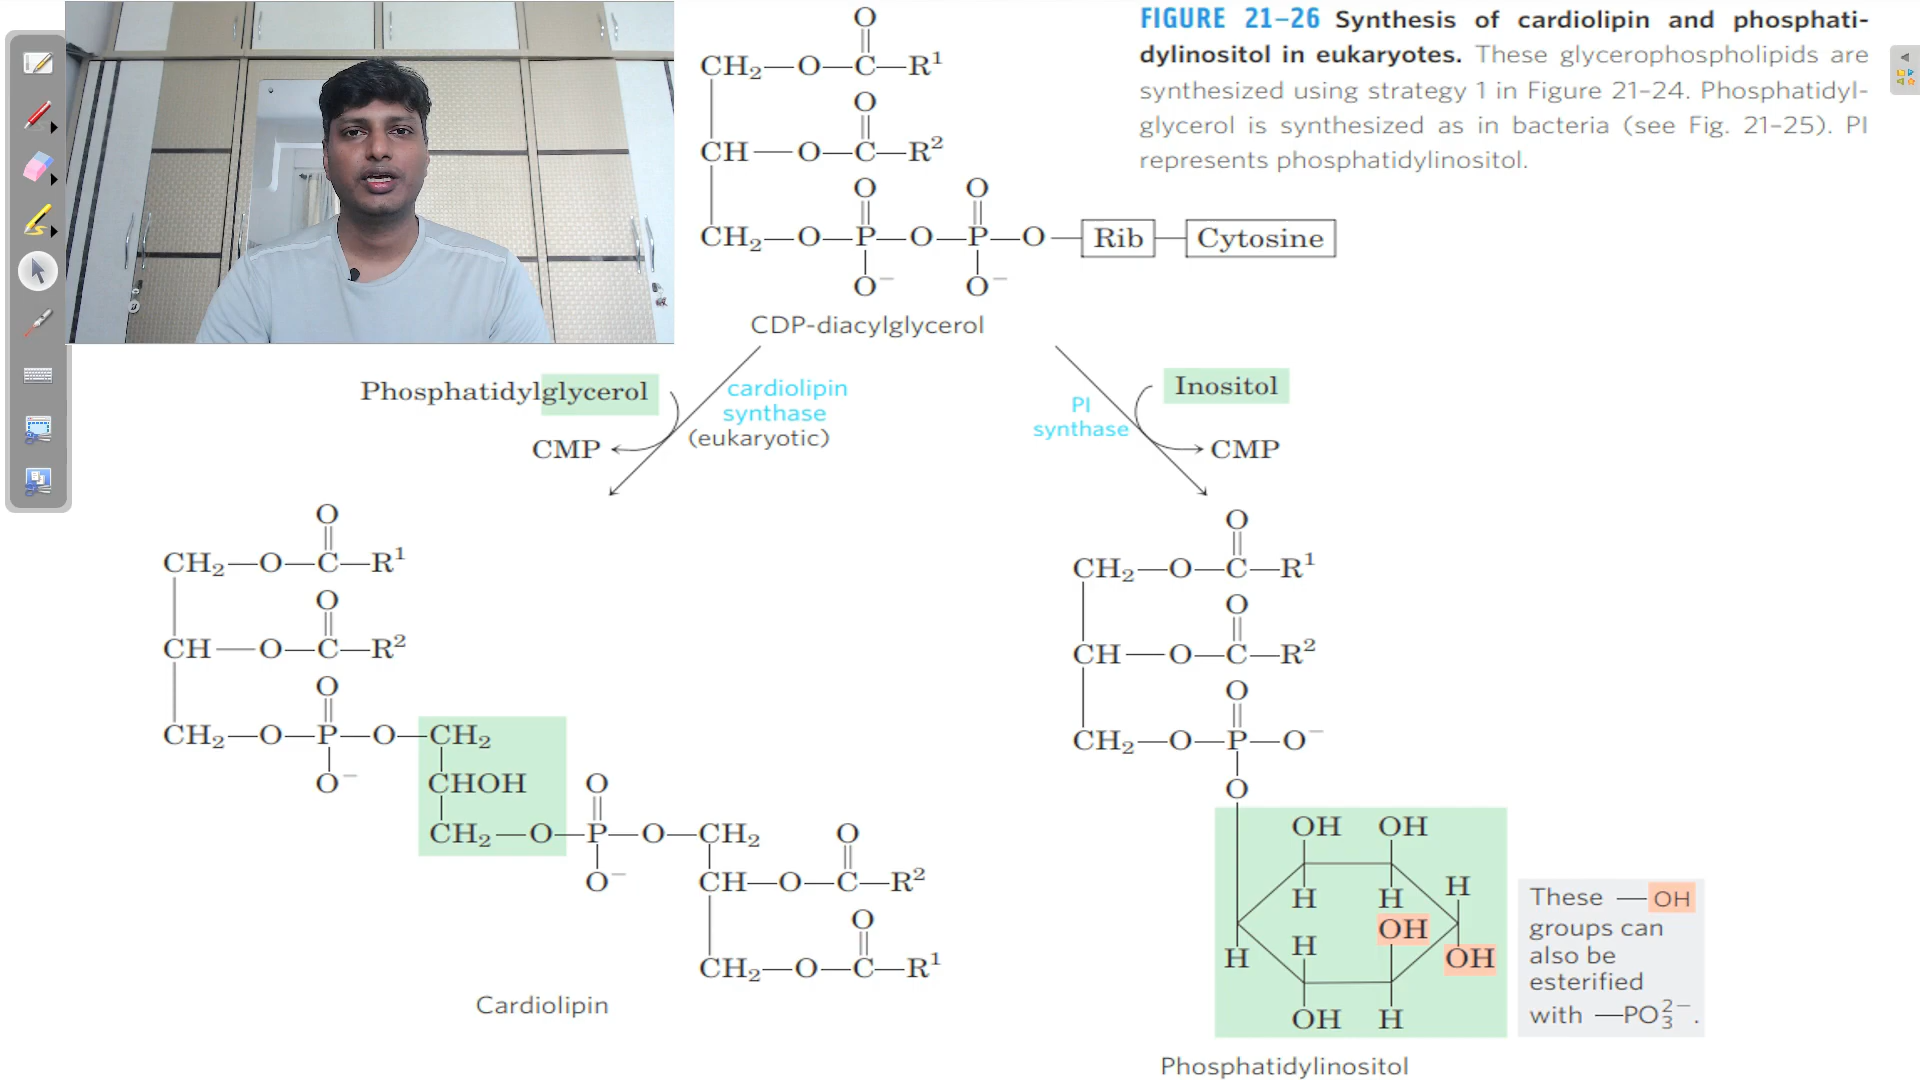 FIGURE 21–26 Synthesis of cardiolipin and phosphati-
dylinositol in eukaryotes. These glycerophospholipids are
synthesized using strategy 1 in Figure 21–24. Phosphatidyl-
glycerol is synthesized as in bacteria (see Fig. 21–25). PI
represents phosphatidylinositol.
O
CH₂—O—C—R¹
O
CH—O—C—R²
O O
CH₂—O—P—O—P—O—Rib—Cytosine
O⁻ O⁻
CDP-diacylglycerol
Phosphatidylglycerol
cardiolipin
synthase
(eukaryotic)
CMP
Inositol
PI
synthase
CMP
O
CH₂—O—C—R¹
O
CH—O—C—R²
O
CH₂—O—P—O—CH₂
O⁻ CHOH O
CH₂—O—P—O—CH₂ O
O⁻ CH—O—C—R²
O
CH₂—O—C—R¹
Cardiolipin
O
CH₂—O—C—R¹
O
CH—O—C—R²
O
CH₂—O—P—O⁻
O
OH OH
H H H
OH
H H OH
OH H
Phosphatidylinositol
These —OH
groups can
also be
esterified
with —PO₃²⁻.